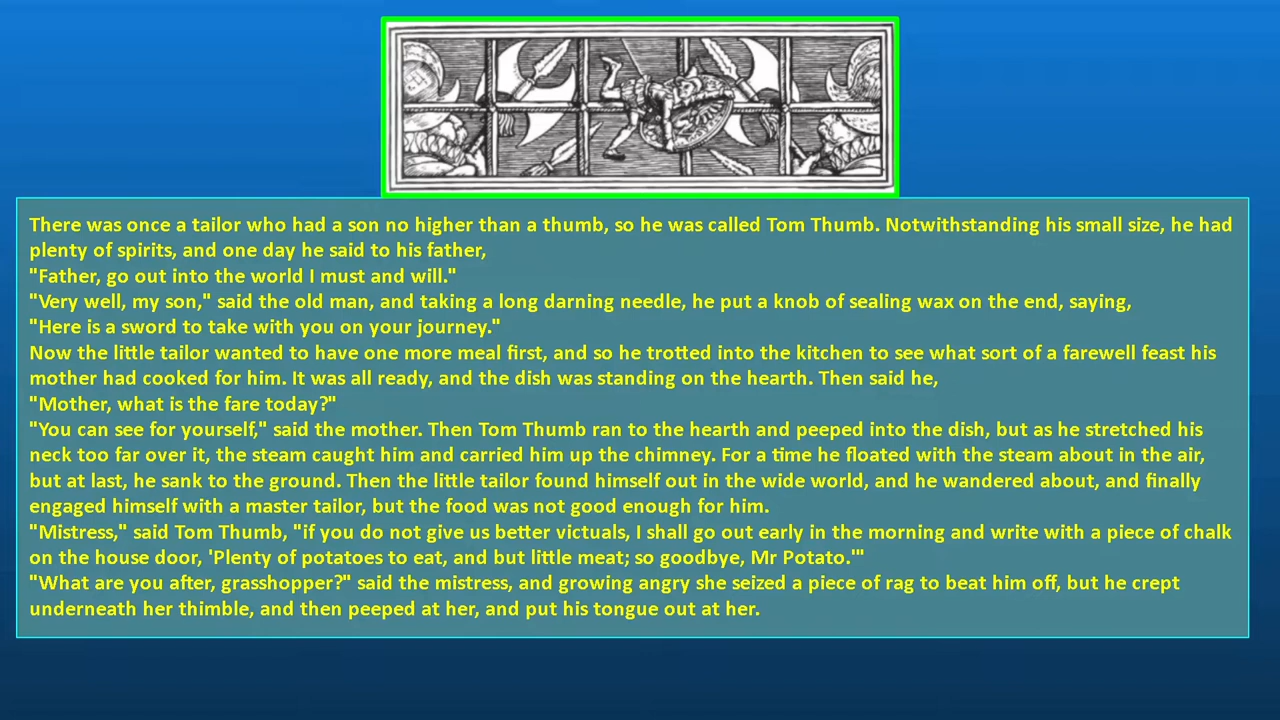 There was once a tailor who had a son no higher than a thumb, so he was called Tom Thumb. Notwithstanding his small size, he had
plenty of spirits, and one day he said to his father,
"Father, go out into the world I must and will."
"Very well, my son," said the old man, and taking a long darning needle, he put a knob of sealing wax on the end, saying,
"Here is a sword to take with you on your journey."
Now the little tailor wanted to have one more meal first, and so he trotted into the kitchen to see what sort of a farewell feast his
mother had cooked for him. It was all ready, and the dish was standing on the hearth. Then said he,
"Mother, what is the fare today?"
"You can see for yourself," said the mother. Then Tom Thumb ran to the hearth and peeped into the dish, but as he stretched his
neck too far over it, the steam caught him and carried him up the chimney. For a time he floated with the steam about in the air,
but at last, he sank to the ground. Then the little tailor found himself out in the wide world, and he wandered about, and finally
engaged himself with a master tailor, but the food was not good enough for him.
"Mistress," said Tom Thumb, "if you do not give us better victuals, I shall go out early in the morning and write with a piece of chalk
on the house door, 'Plenty of potatoes to eat, and but little meat; so goodbye, Mr Potato.'"
"What are you after, grasshopper?" said the mistress, and growing angry she seized a piece of rag to beat him off, but he crept
underneath her thimble, and then peeped at her, and put his tongue out at her.